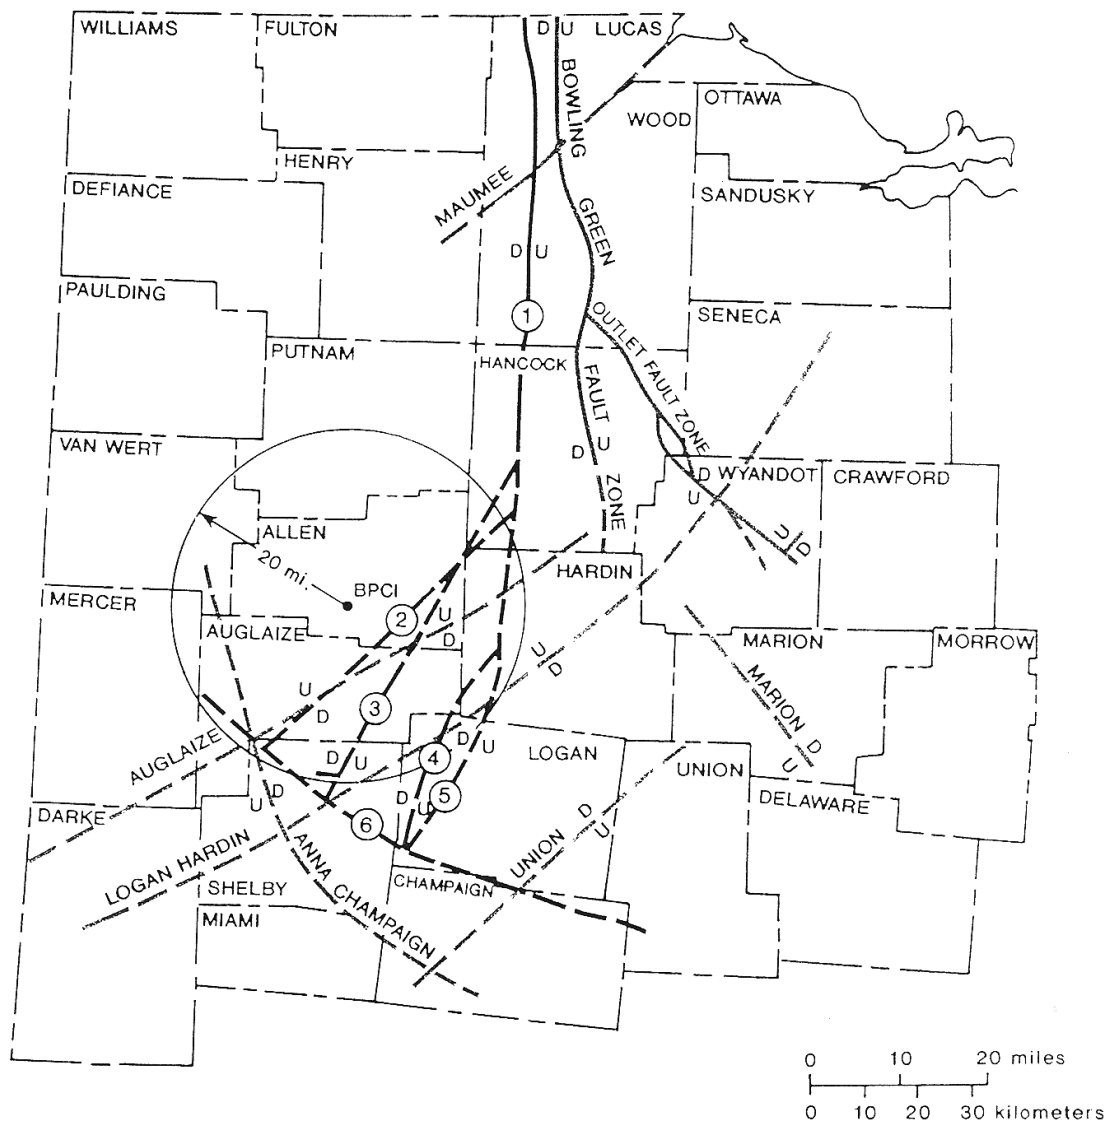 WILLIAMS
FULTON
D U
LUCAS
BOWLING
GREEN
FAULT
ZONE
WOOD
OTTAWA
HENRY
MAUMEE
DEFIANCE
SANDUSKY
D U
PAULDING
1
OUTLET FAULT ZONE
SENECA
PUTNAM
HANCOCK
D U
VAN WERT
D
U
WYANDOT
CRAWFORD
ALLEN
20 mi.
BPCI
U
D
HARDIN
MERCER
AUGLAIZE
2
U
D
U
D
MARION
MORROW
MARION
D
U
U
D
3
AUGLAIZE
D U
D U
4
LOGAN
UNION
5
D U
DELAWARE
DARKE
U D
6
UNION
D
U
LOGAN HARDIN
ANNA CHAMPAIGN
SHELBY
CHAMPAIGN
MIAMI
0 10 20 miles
0 10 20 30 kilometers